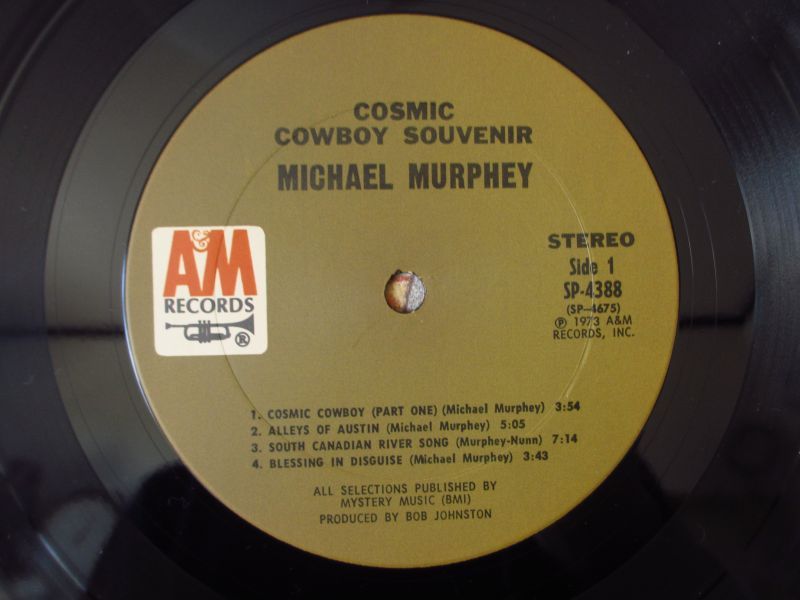 COSMIC
COWBOY SOUVENIR
MICHAEL MURPHEY
A&M
RECORDS
®
STEREO
Side 1
SP-4388
(SP-4675)
℗ 1973 A&M
RECORDS, INC.
1. COSMIC COWBOY (PART ONE) (Michael Murphey) 3:54
2. ALLEYS OF AUSTIN (Michael Murphey) 5:05
3. SOUTH CANADIAN RIVER SONG (Murphey-Nunn) 7:14
4. BLESSING IN DISGUISE (Michael Murphey) 3:43
ALL SELECTIONS PUBLISHED BY
MYSTERY MUSIC (BMI)
PRODUCED BY BOB JOHNSTON